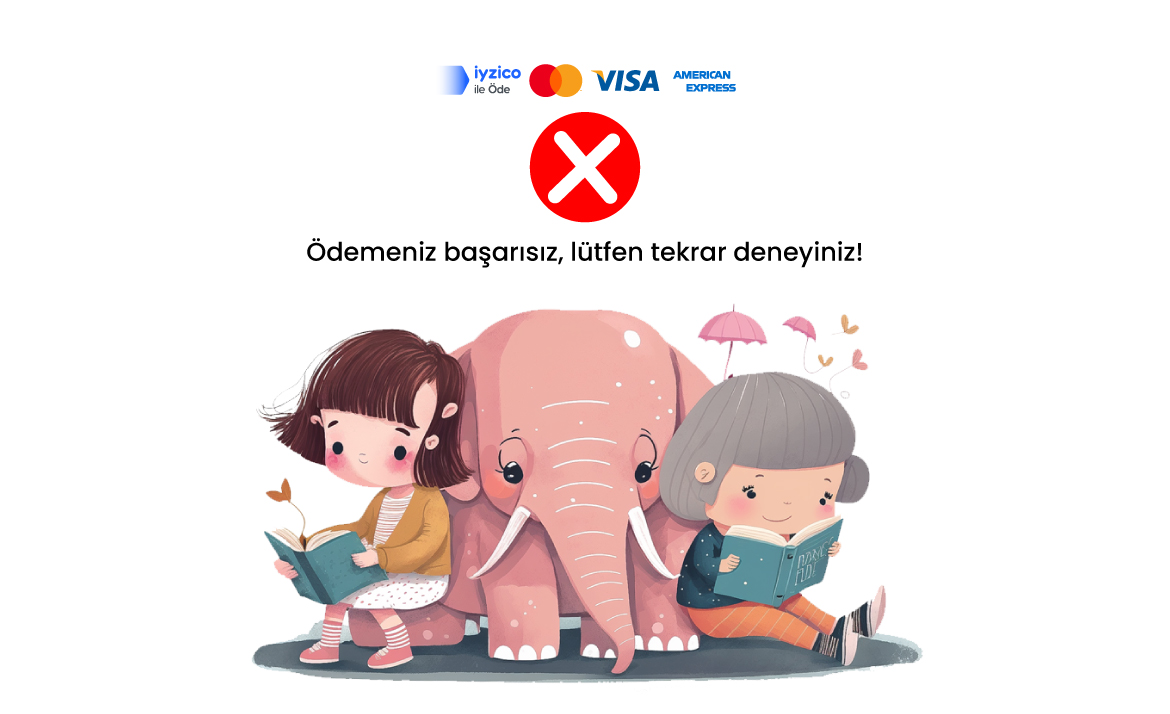 iyzico
ile Öde
VISA
AMERICAN
EXPRESS
Ödemeniz başarısız, lütfen tekrar deneyiniz!